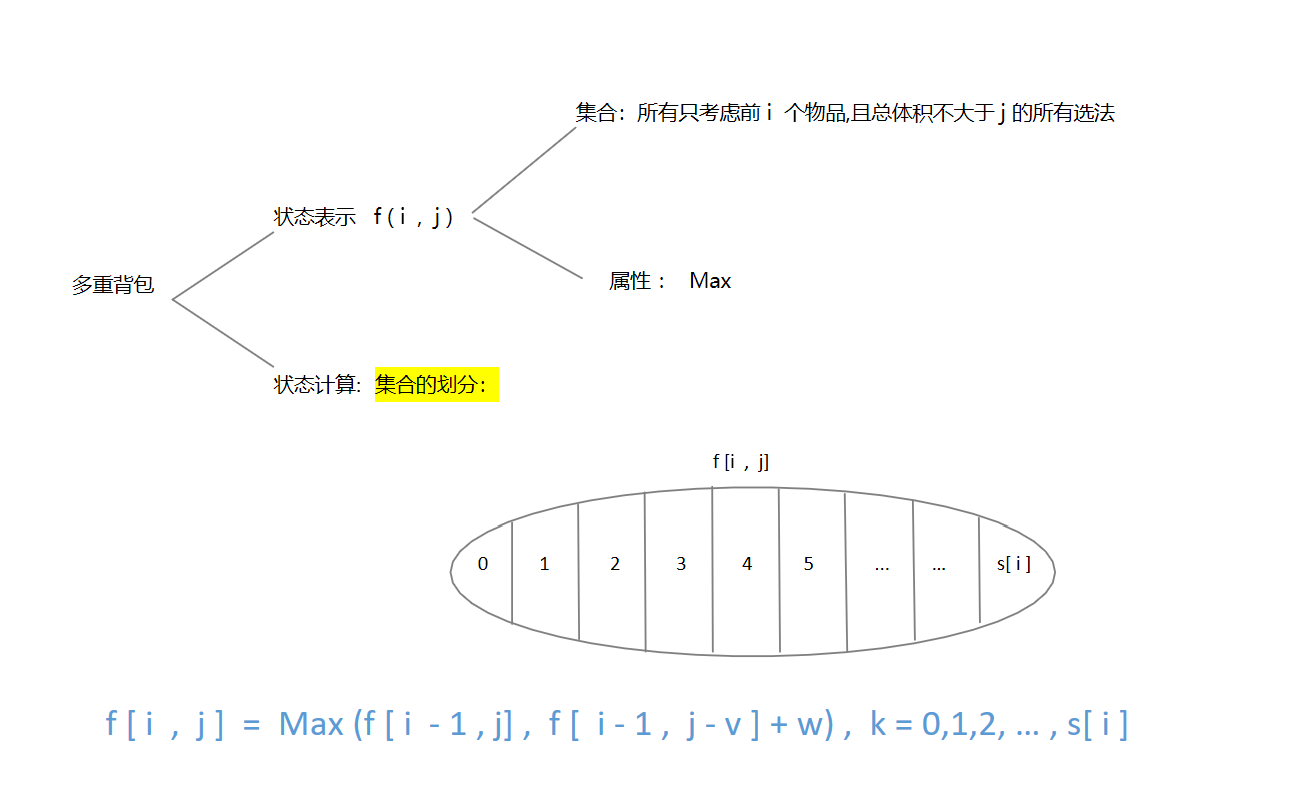 集合：所有只考虑前 i 个物品,且总体积不大于 j 的所有选法
状态表示 f ( i , j )
多重背包
属性： Max
状态计算: 集合的划分：
f [i , j]
0 1 2 3 4 5 ... ... s[ i ]
f [ i , j ] = Max (f [ i - 1 , j] , f [ i - 1 , j - v ] + w) , k = 0,1,2, ... , s[ i ]